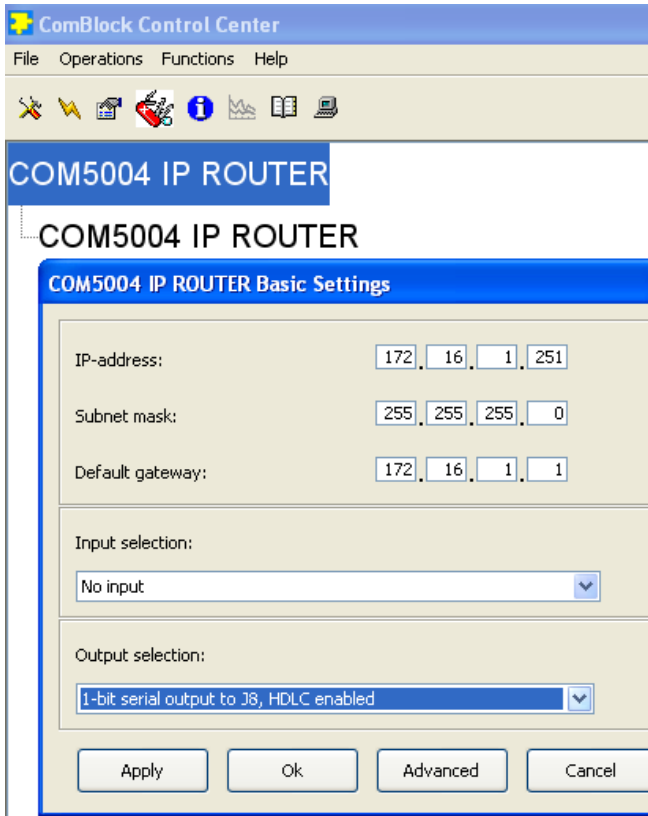 ComBlock Control Center
File Operations Functions Help
COM5004 IP ROUTER
COM5004 IP ROUTER
COM5004 IP ROUTER Basic Settings
IP-address: 172 . 16 . 1 . 251
Subnet mask: 255 . 255 . 255 . 0
Default gateway: 172 . 16 . 1 . 1
Input selection:
No input
Output selection:
1-bit serial output to J8, HDLC enabled
Apply Ok Advanced Cancel